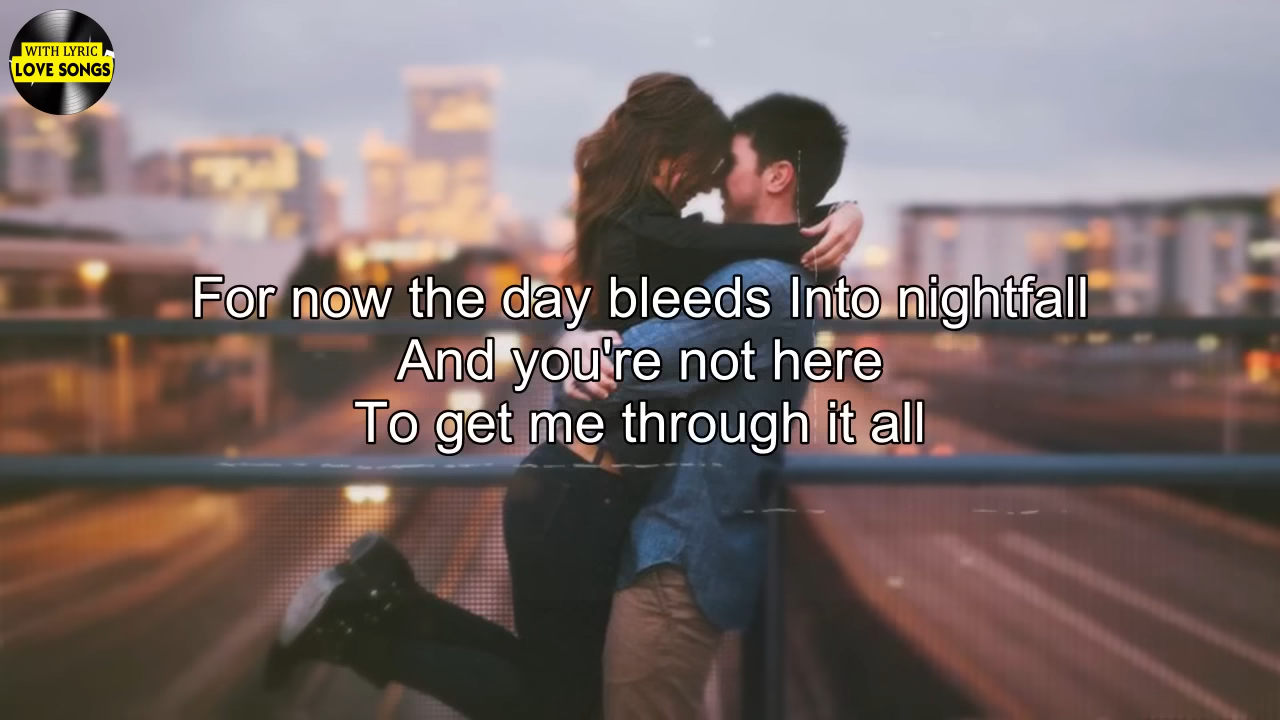 WITH LYRIC
LOVE SONGS
For now the day bleeds Into nightfall
And you're not here
To get me through it all